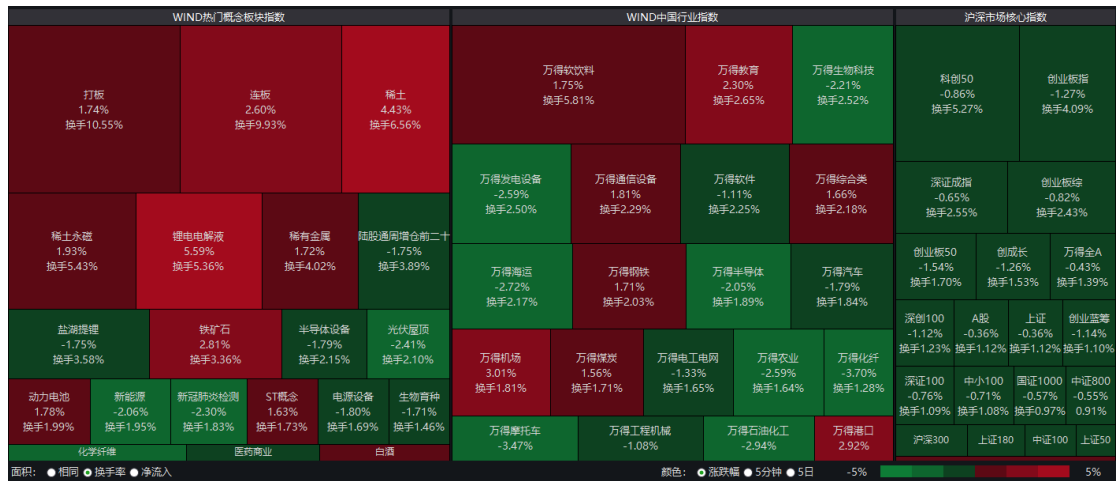 WIND热门概念板块指数
打板
1.74%
换手10.55%
连板
2.60%
换手9.93%
稀土
4.43%
换手6.56%
稀土永磁
1.93%
换手5.43%
锂电电解液
5.59%
换手5.36%
稀有金属
1.72%
换手4.02%
陆股通周增仓前二十
-1.75%
换手3.89%
盐湖提锂
-1.75%
换手3.58%
铁矿石
2.81%
换手3.36%
半导体设备
-1.79%
换手2.15%
光伏屋顶
-2.41%
换手2.10%
动力电池
1.78%
换手1.99%
新能源
-2.06%
换手1.95%
新冠肺炎检测
-2.30%
换手1.83%
ST概念
1.63%
换手1.73%
电源设备
-1.80%
换手1.69%
生物育种
-1.71%
换手1.46%
化学纤维
医药商业
白酒
WIND中国行业指数
万得软饮料
1.75%
换手5.81%
万得教育
2.30%
换手2.65%
万得生物科技
-2.21%
换手2.52%
万得发电设备
-2.59%
换手2.50%
万得通信设备
1.81%
换手2.29%
万得软件
-1.11%
换手2.25%
万得综合类
1.66%
换手2.18%
万得海运
-2.72%
换手2.17%
万得钢铁
1.71%
换手2.03%
万得半导体
-2.05%
换手1.89%
万得汽车
-1.79%
换手1.84%
万得机场
3.01%
换手1.81%
万得煤炭
1.56%
换手1.71%
万得电工电网
-1.33%
换手1.65%
万得农业
-2.59%
换手1.64%
万得化纤
-3.70%
换手1.28%
万得摩托车
-3.47%
万得工程机械
-1.08%
万得石油化工
-2.94%
万得港口
2.92%
沪深市场核心指数
科创50
-0.86%
换手5.27%
创业板指
-1.27%
换手4.09%
深证成指
-0.65%
换手2.55%
创业板综
-0.82%
换手2.43%
创业板50
-1.54%
换手1.70%
创成长
-1.26%
换手1.53%
万得全A
-0.43%
换手1.39%
深创100
-1.12%
换手1.23%
A股
-0.36%
换手1.12%
上证
-0.36%
换手1.12%
创业蓝筹
-1.14%
换手1.10%
深证100
-0.76%
换手1.09%
中小100
-0.71%
换手1.08%
国证1000
-0.57%
换手0.97%
中证800
-0.55%
0.91%
沪深300
上证180
中证100
上证50
面积: 相同 换手率 净流入
颜色: 涨跌幅 5分钟 5日 -5% 5%